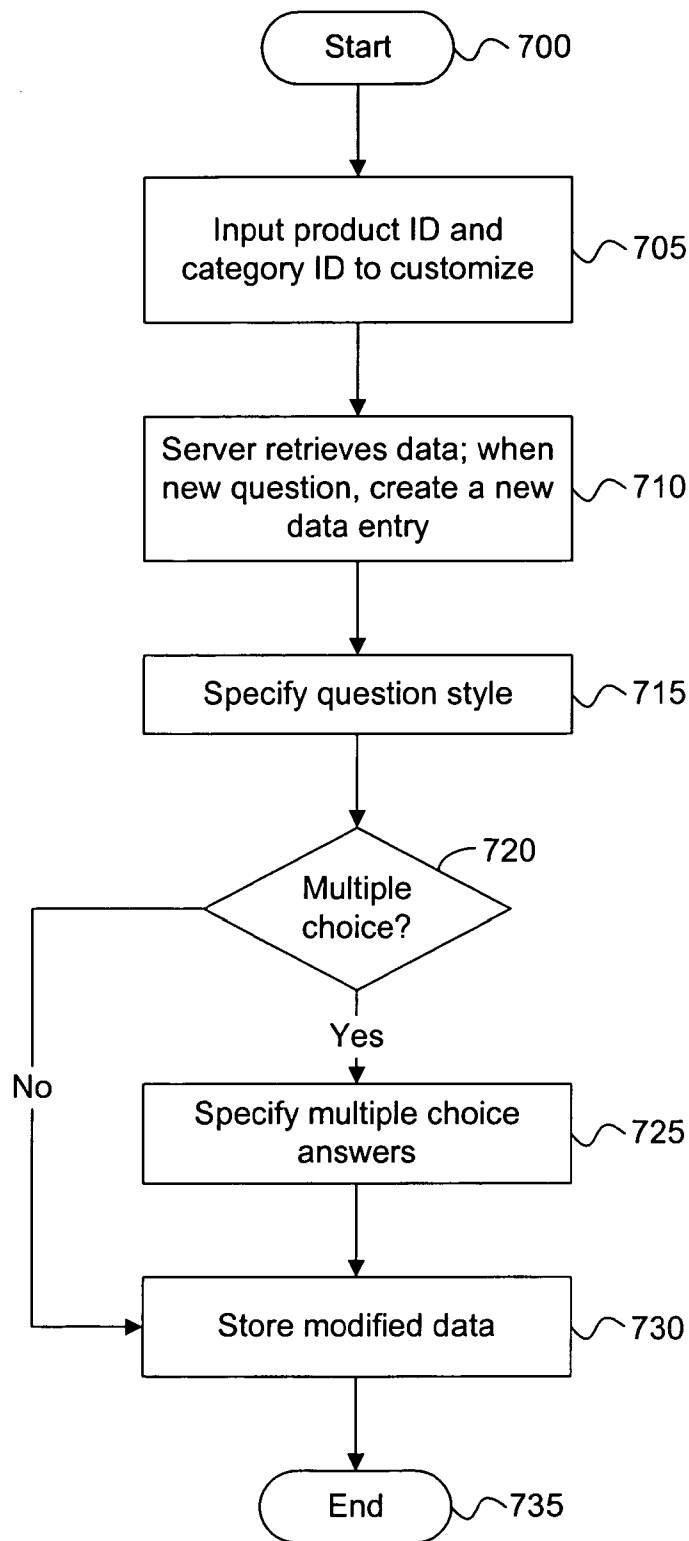 Start
700
Input product ID and
category ID to customize
705
Server retrieves data; when
new question, create a new
data entry
710
Specify question style
715
720
Multiple
choice?
Yes
No
Specify multiple choice
answers
725
Store modified data
730
End
735